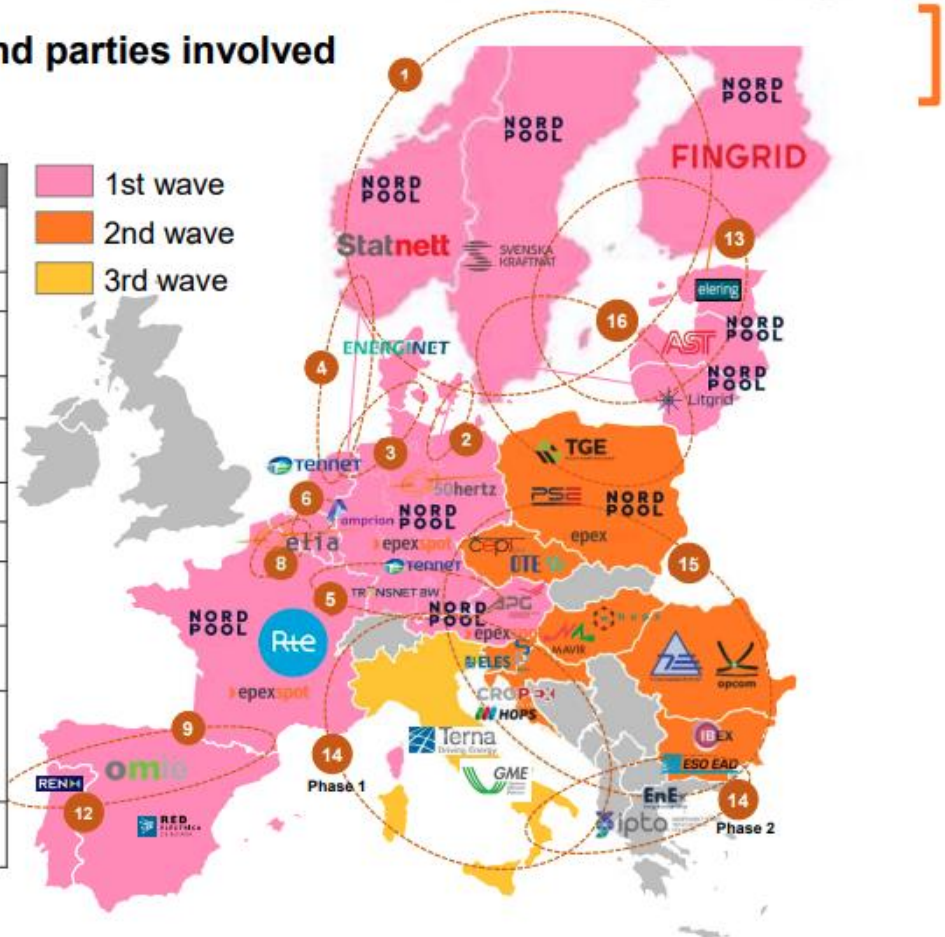 nd parties involved
1st wave
2nd wave
3rd wave
1
NORD
POOL
NORD
POOL
FINGRID
NORD
POOL
Statnett
SVENSKA
KRAFTNÄT
13
elering
16
AST
NORD
POOL
ENERGINET
4
NORD
POOL
Litgrid
3
2
TGE
TenneT
50hertz
PSE
NORD
POOL
6
amprion
NORD
POOL
elia
epexspot
epex
8
OTE
15
TenneT
5
TRANSNET BW
NORD
POOL
APG
NORD
POOL
Rte
epexspot
MAVIR
ELES
opcom
epexspot
CROPEX
HOPS
9
Terna
Driving Energy
IBEX
14
Phase 1
omie
REN
GME
ESO EAD
EnEx
14
Phase 2
12
RED
ELÉCTRICA
ipto